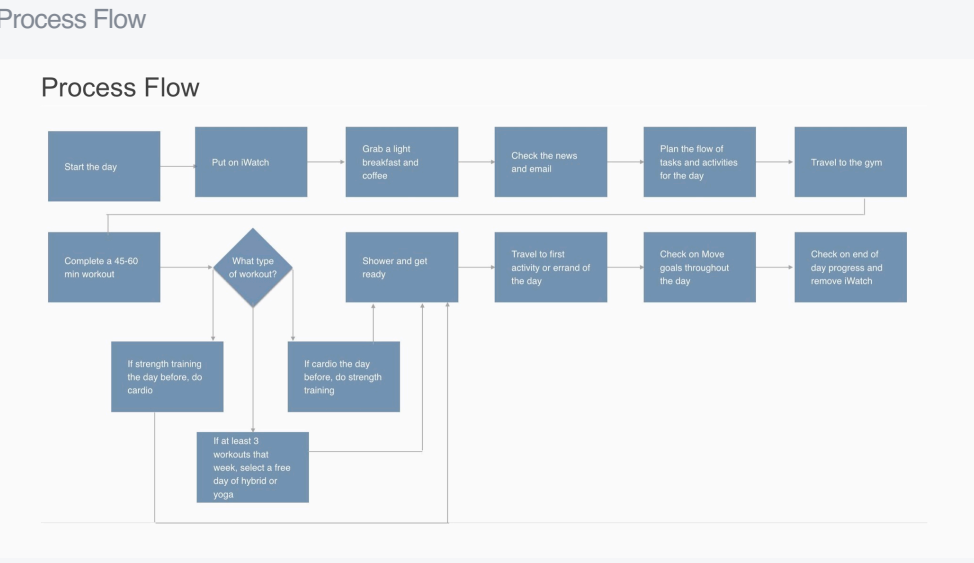 Process Flow
Process Flow
Start the day
Put on iWatch
Grab a light
breakfast and
coffee
Check the news
and email
Plan the flow of
tasks and activities
for the day
Travel to the gym
Complete a 45-60
min workout
What type
of workout?
Shower and get
ready
Travel to first
activity or errand of
the day
Check on Move
goals throughout
the day
Check on end of
day progress and
remove iWatch
If strength training
the day before, do
cardio
If cardio the day
before, do strength
training
If at least 3
workouts that
week, select a free
day of hybrid or
yoga